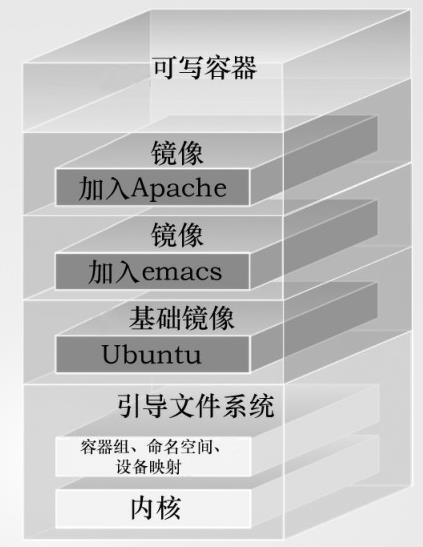 可写容器
镜像
加入Apache
镜像
加入emacs
基础镜像
Ubuntu
引导文件系统
容器组、命名空间、
设备映射
内核